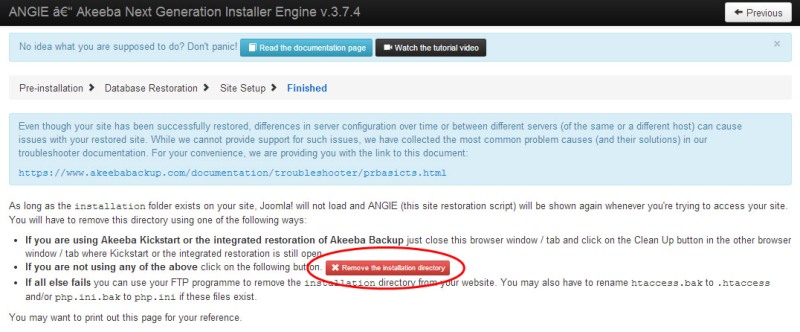 ANGIE â€“ Akeeba Next Generation Installer Engine v.3.7.4
Previous
No idea what you are supposed to do? Don't panic! Read the documentation page Watch the tutorial video ×
Pre-installation Database Restoration Site Setup Finished
Even though your site has been successfully restored, differences in server configuration over time or between different servers (of the same or a different host) can cause
issues with your restored site. While we cannot provide support for such issues, we have collected the most common problem causes (and their solutions) in our
troubleshooter documentation. For your convenience, we are providing you with the link to this document:
https://www.akeebabackup.com/documentation/troubleshooter/prbasicts.html
As long as the installation folder exists on your site, Joomla! will not load and ANGIE (this site restoration script) will be shown again whenever you're trying to access your site.
You will have to remove this directory using one of the following ways:
• If you are using Akeeba Kickstart or the integrated restoration of Akeeba Backup just close this browser window / tab and click on the Clean Up button in the other browser
window / tab where Kickstart or the integrated restoration is still open.
• If you are not using any of the above click on the following button. Remove the installation directory
• If all else fails you can use your FTP programme to remove the installation directory from your website. You may also have to rename htaccess.bak to .htaccess
and/or php.ini.bak to php.ini if these files exist.
You may want to print out this page for your reference.